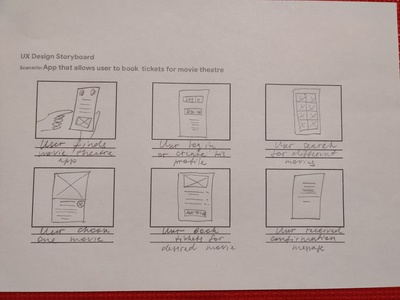 UX Design Storyboard
Scenario: App that allows user to book tickets for movie theatre
User finds
movie theatre
app
User log in
or create his
profile
User search
for different
movies
User choose
one movie
User book
tickets for
desired movie
User received
confirmation
message